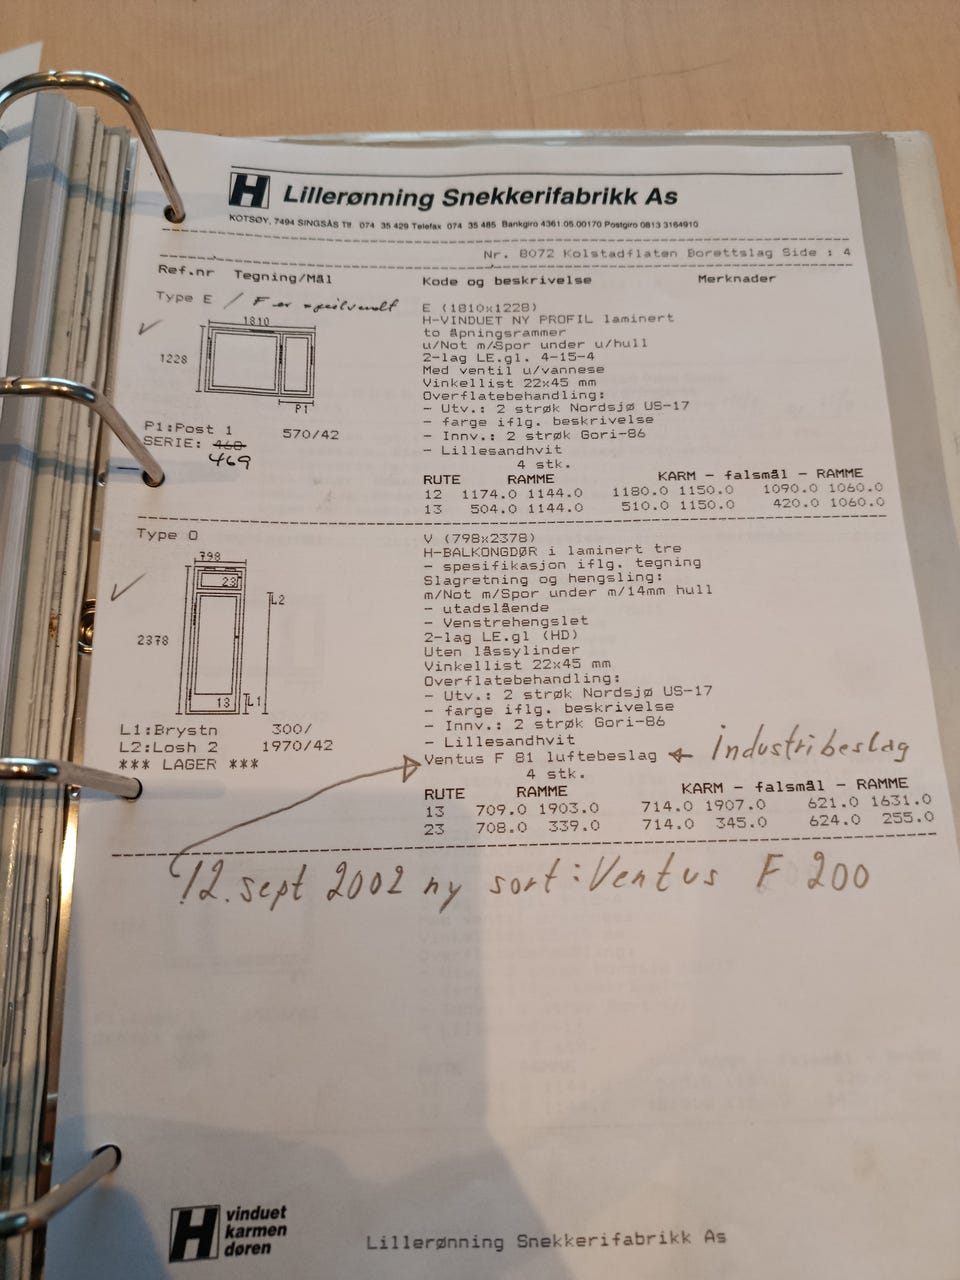 H Lillerønning Snekkerifabrikk As
KOTSØY, 7494 SINGSÅS Tlf. 074 35 429 Telefax 074 35 485 Bankgiro 4361.05.00170 Postgiro 0813 3164910
Nr. 8072 Kolstadflaten Borettslag Side : 4
Ref.nr Tegning/Mål Kode og beskrivelse Merknader
Type E / F er speilvendt
1810
1228
P1
P1:Post 1 570/42
SERIE: 468
469
E (1810x1228)
H-VINDUET NY PROFIL laminert
to åpningsrammer
u/Not m/Spor under u/hull
2-lag LE.gl. 4-15-4
Med ventil u/vannese
Vinkellist 22x45 mm
Overflatebehandling:
- Utv.: 2 strøk Nordsjø US-17
- farge iflg. beskrivelse
- Innv.: 2 strøk Gori-86
- Lillesandhvit
4 stk.
RUTE RAMME KARM - falsmål - RAMME
12 1174.0 1144.0 1180.0 1150.0 1090.0 1060.0
13 504.0 1144.0 510.0 1150.0 420.0 1060.0
Type O
798
23
L2
2378
13 L1
L1:Brystn 300/
L2:Losh 2 1970/42
*** LAGER ***
V (798x2378)
H-BALKONGDØR i laminert tre
- spesifikasjon iflg. tegning
Slagretning og hengsling:
m/Not m/Spor under m/14mm hull
- utadslående
- Venstrehengslet
2-lag LE.gl (HD)
Uten låssylinder
Vinkellist 22x45 mm
Overflatebehandling:
- Utv.: 2 strøk Nordsjø US-17
- farge iflg. beskrivelse
- Innv.: 2 strøk Gori-86
- Lillesandhvit
Ventus F 81 luftebeslag ← Industribeslag
4 stk.
RUTE RAMME KARM - falsmål - RAMME
13 709.0 1903.0 714.0 1907.0 621.0 1631.0
23 708.0 339.0 714.0 345.0 624.0 255.0
12. sept 2002 ny sort: Ventus F 200
H vinduet
karmen
døren
Lillerønning Snekkerifabrikk As